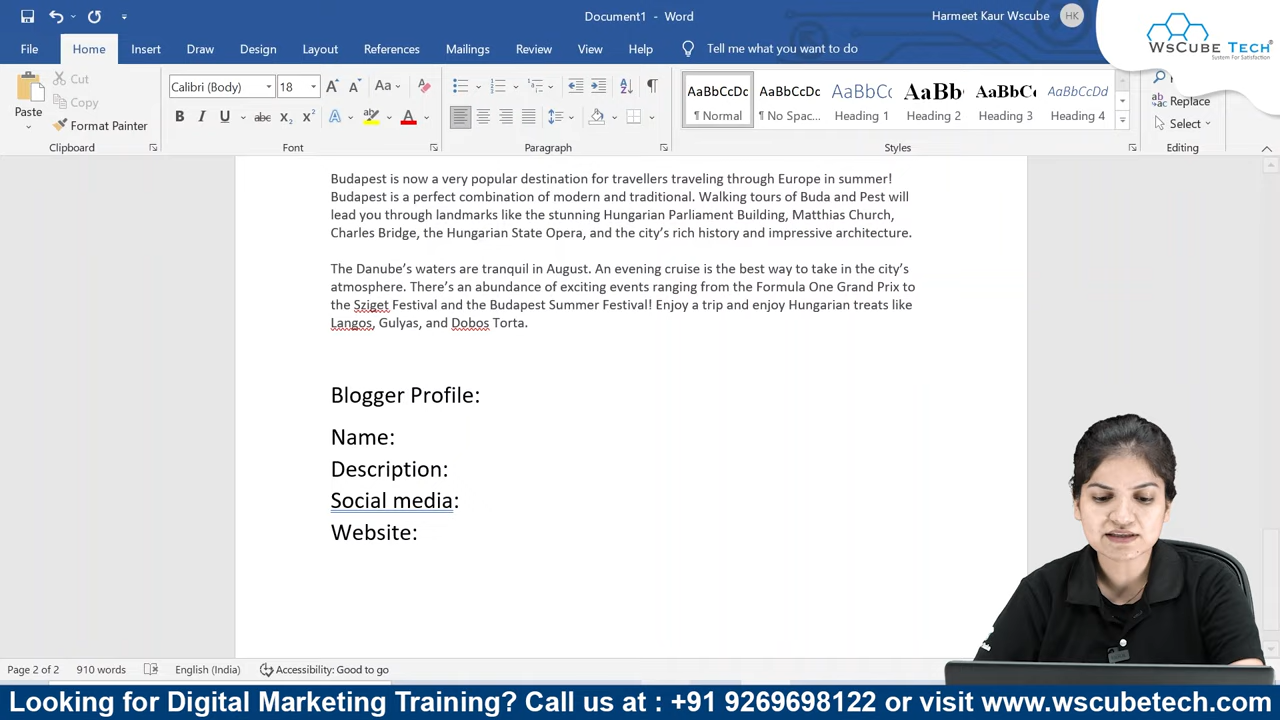 Document1 - Word
Harmeet Kaur Wscube HK
WsCube Tech®
System For Satisfaction
File Home Insert Draw Design Layout References Mailings Review View Help Tell me what you want to do
Paste Cut Copy Format Painter
Calibri (Body) 18
Aa
B I U abc x₂ x² A A
AaBbCcDc AaBbCcDc AaBbCc AaBb( AaBbCc AaBbCcDd
¶ Normal ¶ No Spac... Heading 1 Heading 2 Heading 3 Heading 4
Replace
Select
Clipboard Font Paragraph Styles Editing
Budapest is now a very popular destination for travellers traveling through Europe in summer!
Budapest is a perfect combination of modern and traditional. Walking tours of Buda and Pest will
lead you through landmarks like the stunning Hungarian Parliament Building, Matthias Church,
Charles Bridge, the Hungarian State Opera, and the city's rich history and impressive architecture.
The Danube's waters are tranquil in August. An evening cruise is the best way to take in the city's
atmosphere. There's an abundance of exciting events ranging from the Formula One Grand Prix to
the Sziget Festival and the Budapest Summer Festival! Enjoy a trip and enjoy Hungarian treats like
Langos, Gulyas, and Dobos Torta.
Blogger Profile:
Name:
Description:
Social media:
Website:
Page 2 of 2 910 words English (India) Accessibility: Good to go
Looking for Digital Marketing Training? Call us at : +91 9269698122 or visit www.wscubetech.com